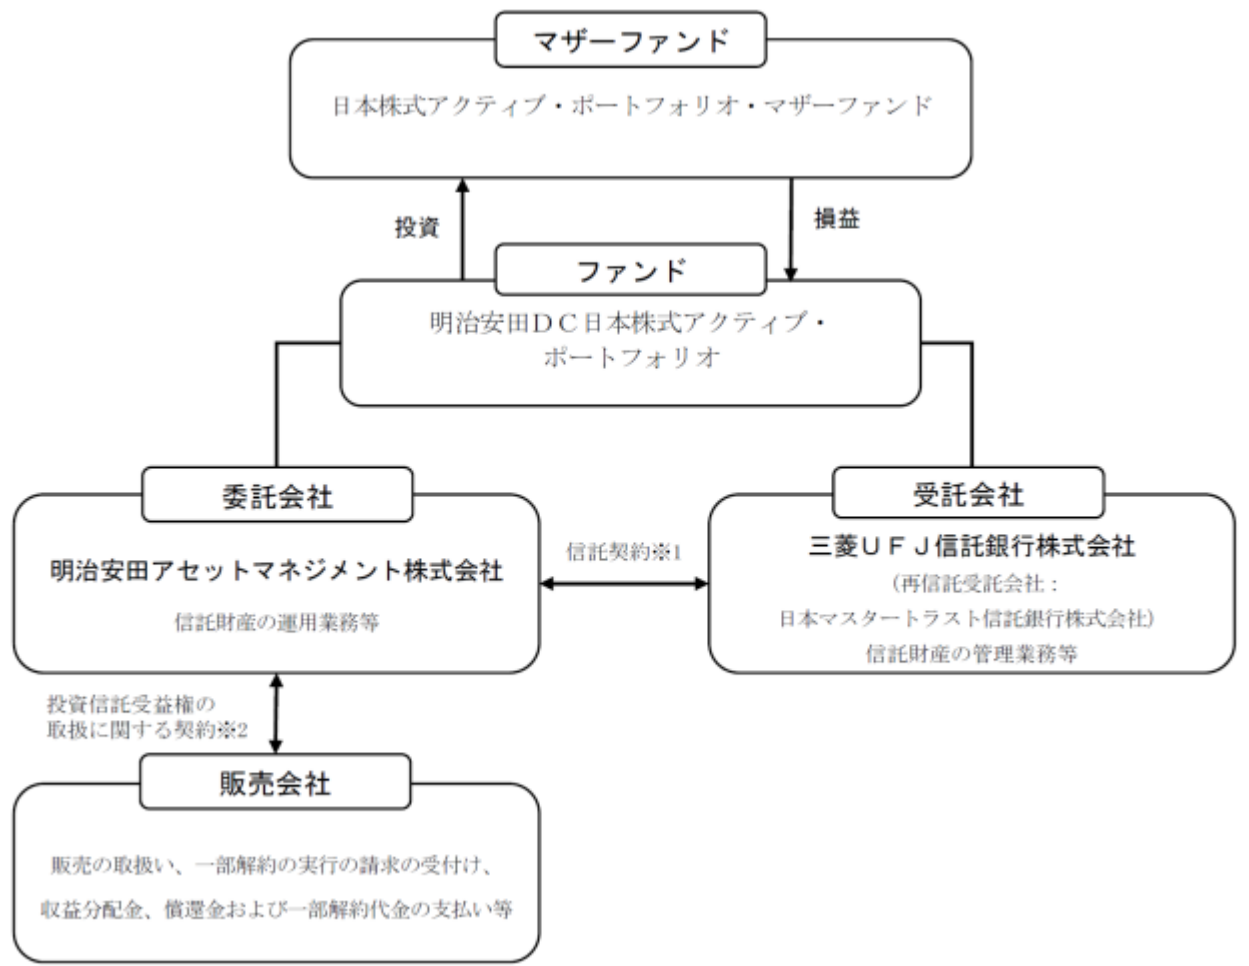 マザーファンド
日本株式アクティブ・ポートフォリオ・マザーファンド
投資
損益
ファンド
明治安田DC日本株式アクティブ・
ポートフォリオ
委託会社
明治安田アセットマネジメント株式会社
信託財産の運用業務等
信託契約※1
受託会社
三菱UFJ信託銀行株式会社
(再信託受託会社:
日本マスタートラスト信託銀行株式会社)
信託財産の管理業務等
投資信託受益権の
取扱に関する契約※2
販売会社
販売の取扱い、一部解約の実行の請求の受付け、
収益分配金、償還金および一部解約代金の支払い等